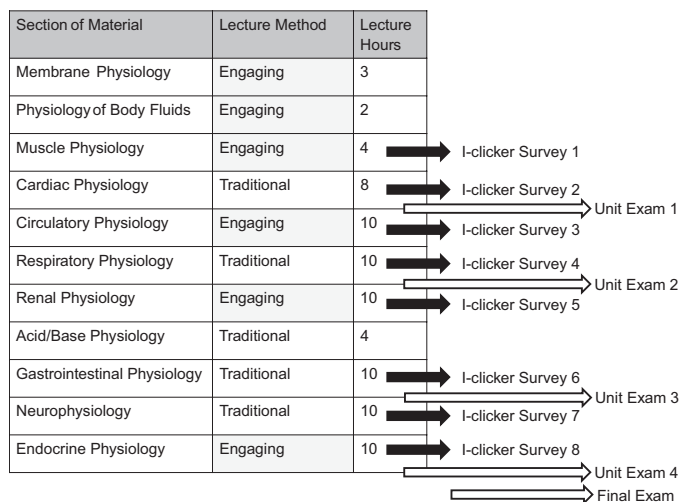 Section of Material Lecture Method Lecture
Hours
Membrane Physiology Engaging 3
Physiology of Body Fluids Engaging 2
Muscle Physiology Engaging 4 I-clicker Survey 1
Cardiac Physiology Traditional 8 I-clicker Survey 2
Unit Exam 1
Circulatory Physiology Engaging 10 I-clicker Survey 3
Respiratory Physiology Traditional 10 I-clicker Survey 4
Unit Exam 2
Renal Physiology Engaging 10 I-clicker Survey 5
Acid/Base Physiology Traditional 4
Gastrointestinal Physiology Traditional 10 I-clicker Survey 6
Unit Exam 3
Neurophysiology Traditional 10 I-clicker Survey 7
Endocrine Physiology Engaging 10 I-clicker Survey 8
Unit Exam 4
Final Exam